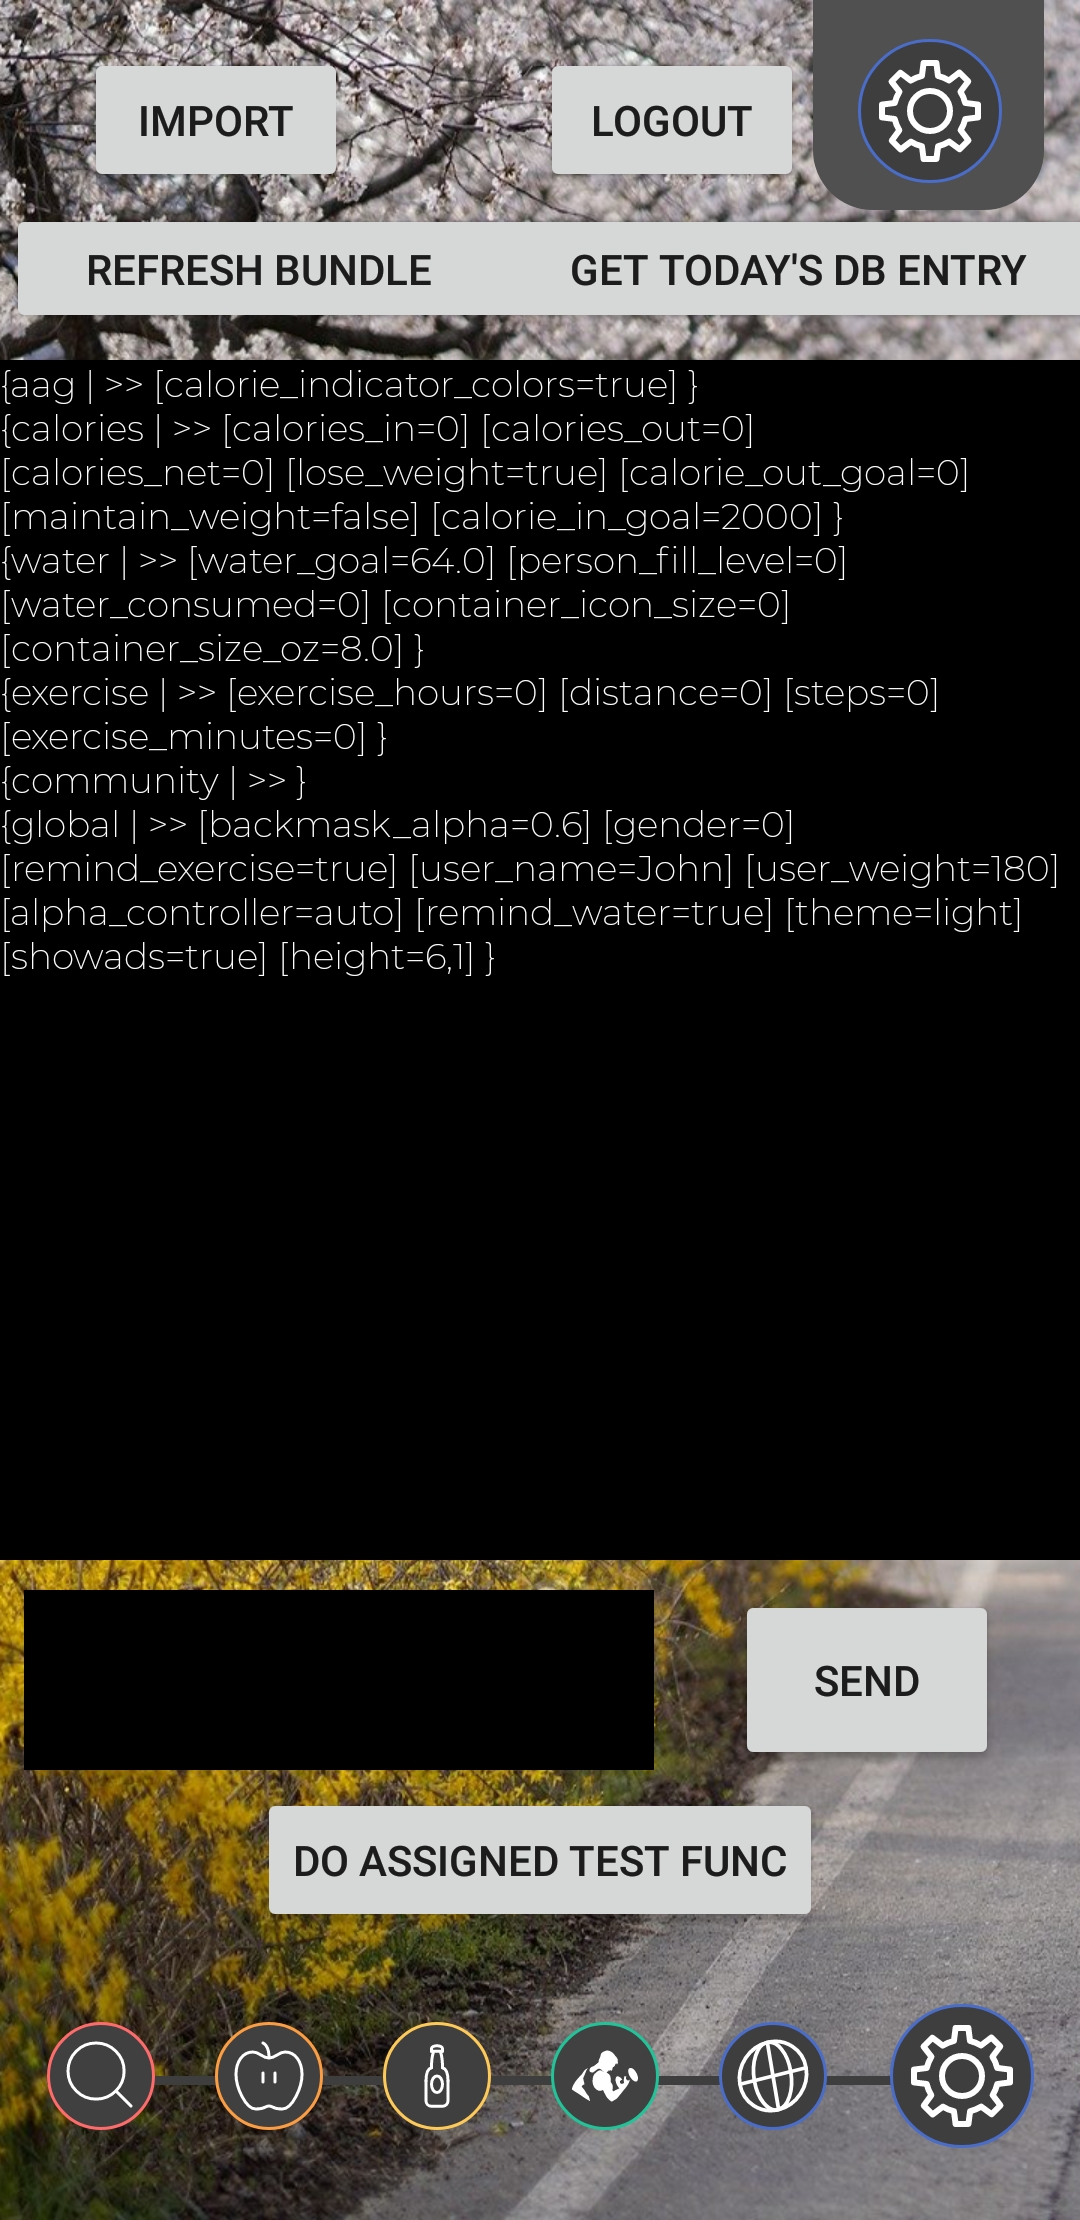 IMPORT
LOGOUT
REFRESH BUNDLE
GET TODAY'S DB ENTRY
{aag | >> [calorie_indicator_colors=true] }
{calories | >> [calories_in=0] [calories_out=0]
[calories_net=0] [lose_weight=true] [calorie_out_goal=0]
[maintain_weight=false] [calorie_in_goal=2000] }
{water | >> [water_goal=64.0] [person_fill_level=0]
[water_consumed=0] [container_icon_size=0]
[container_size_oz=8.0] }
{exercise | >> [exercise_hours=0] [distance=0] [steps=0]
[exercise_minutes=0] }
{community | >> }
{global | >> [backmask_alpha=0.6] [gender=0]
[remind_exercise=true] [user_name=John] [user_weight=180]
[alpha_controller=auto] [remind_water=true] [theme=light]
[showads=true] [height=6,1] }
SEND
DO ASSIGNED TEST FUNC